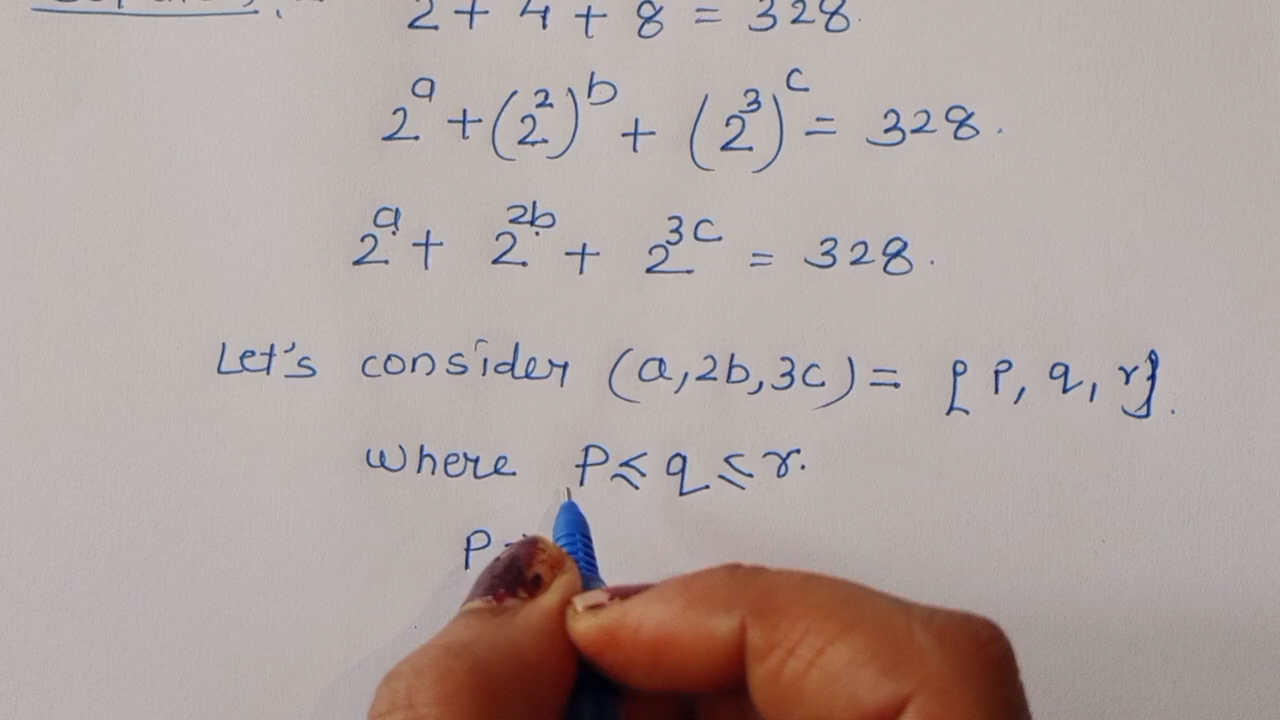 2 + 4 + 8 = 328.
2^a + (2^2)^b + (2^3)^c = 328.
2^a + 2^2b + 2^3c = 328.
Let's consider (a, 2b, 3c) = {P, q, r}.
where P ≤ q ≤ r.
P